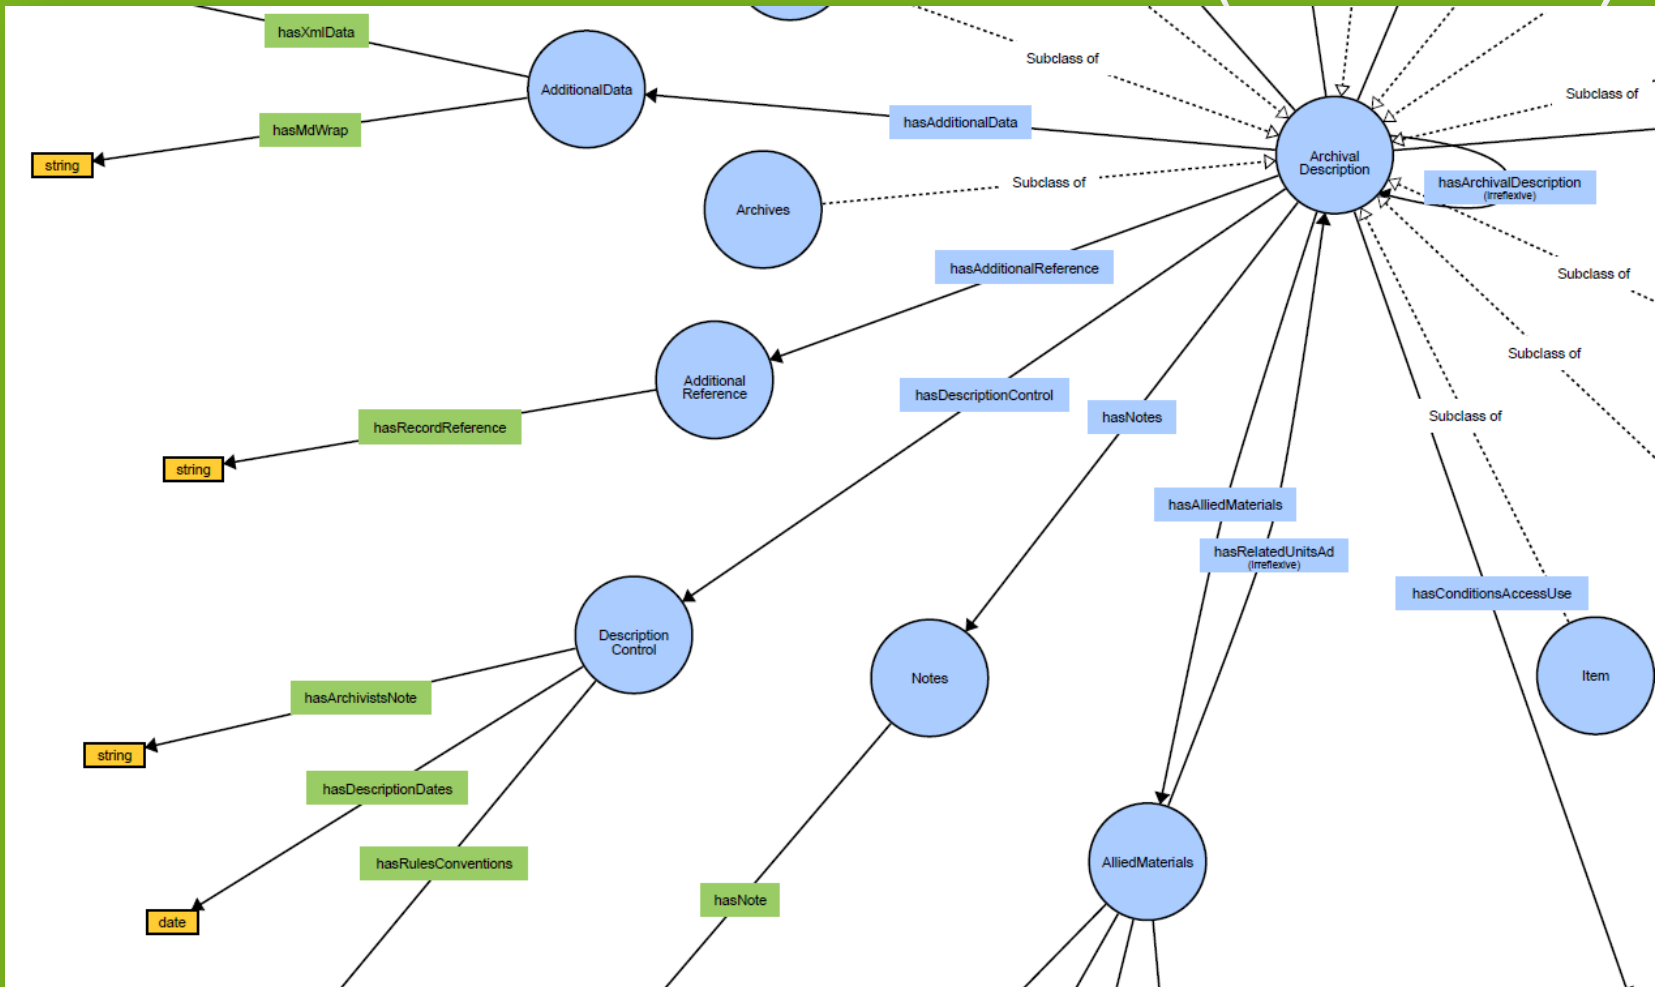 hasXmlData
Subclass of
AdditionalData
Subclass of
hasAdditionalData
hasMdWrap
string
Archival
Description
Subclass of
hasArchivalDescription
(irreflexive)
Archives
hasAdditionalReference
Subclass of
Subclass of
Additional
Reference
hasDescriptionControl
hasNotes
Subclass of
hasRecordReference
string
hasAlliedMaterials
hasRelatedUnitsAd
(irreflexive)
hasConditionsAccessUse
Description
Control
Notes
Item
hasArchivistsNote
string
hasDescriptionDates
hasRulesConventions
AlliedMaterials
hasNote
date